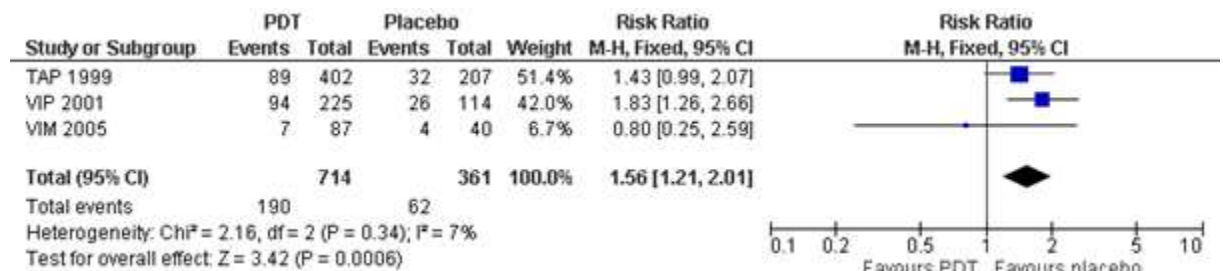 PDT Placebo Risk Ratio Risk Ratio
Study or Subgroup Events Total Events Total Weight M-H, Fixed, 95% CI M-H, Fixed, 95% CI
TAP 1999 89 402 32 207 51.4% 1.43 [0.99, 2.07]
VIP 2001 94 225 26 114 42.0% 1.83 [1.26, 2.66]
VIM 2005 7 87 4 40 6.7% 0.80 [0.25, 2.59]
Total (95% CI) 714 361 100.0% 1.56 [1.21, 2.01]
Total events 190 62
Heterogeneity: Chi² = 2.16, df = 2 (P = 0.34); I² = 7%
Test for overall effect: Z = 3.42 (P = 0.0006)
0.1 0.2 0.5 1 2 5 10
Favours PDT Favours placebo